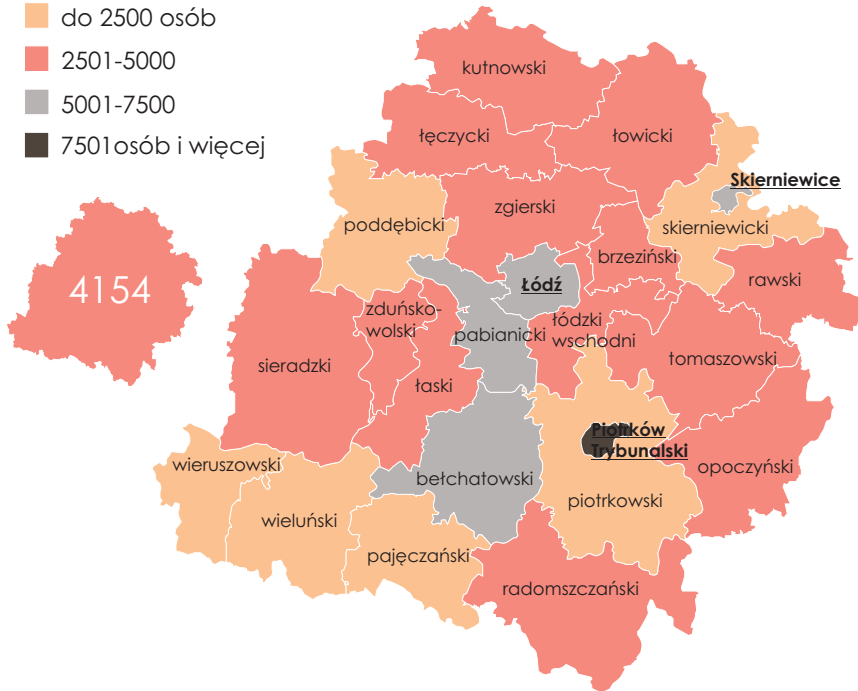 do 2500 osób
2501-5000
5001-7500
7501osób i więcej
kutnowski
łęczycki
łowicki
Skierniewice
zgierski
poddębicki
skierniewicki
brzeziński
rawski
Łódź
4154
zduńsko-
wolski
pabianicki
łódzki
wschodni
sieradzki
łaski
tomaszowski
Piotrków
Trybunalski
wieruszowski
opoczyński
bełchatowski
piotrkowski
wieluński
pajęczański
radomszczański